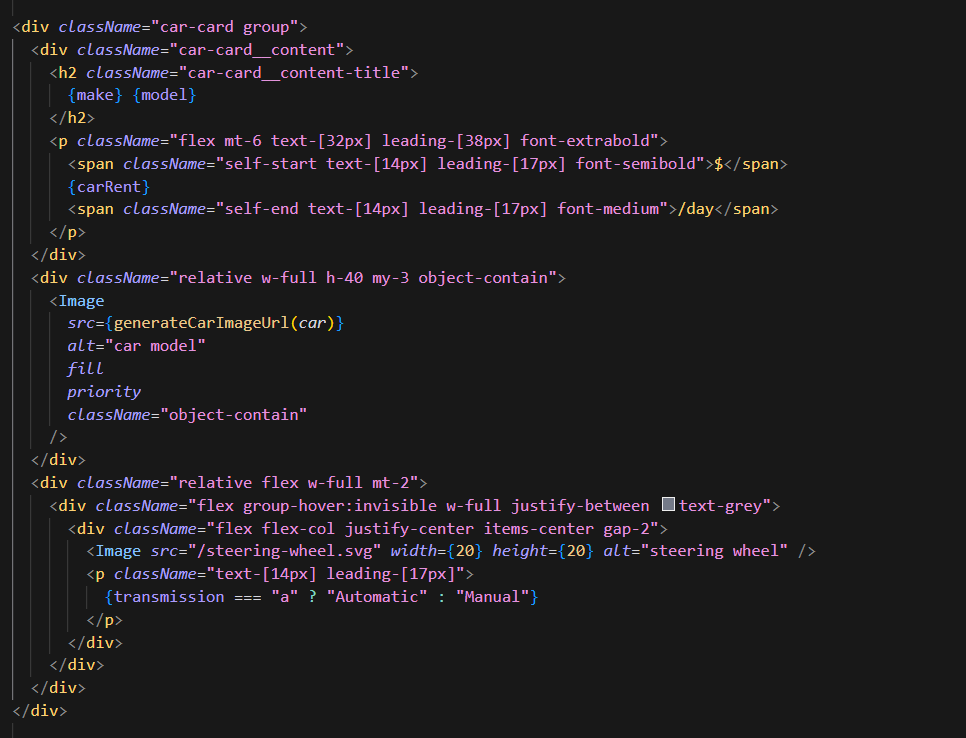 <div className="car-card group">
<div className="car-card__content">
<h2 className="car-card__content-title">
{make} {model}
</h2>
<p className="flex mt-6 text-[32px] leading-[38px] font-extrabold">
<span className="self-start text-[14px] leading-[17px] font-semibold">$</span>
{carRent}
<span className="self-end text-[14px] leading-[17px] font-medium">/day</span>
</p>
</div>
<div className="relative w-full h-40 my-3 object-contain">
<Image
src={generateCarImageUrl(car)}
alt="car model"
fill
priority
className="object-contain"
/>
</div>
<div className="relative flex w-full mt-2">
<div className="flex group-hover:invisible w-full justify-between text-grey">
<div className="flex flex-col justify-center items-center gap-2">
<Image src="/steering-wheel.svg" width={20} height={20} alt="steering wheel" />
<p className="text-[14px] leading-[17px]">
{transmission === "a" ? "Automatic" : "Manual"}
</p>
</div>
</div>
</div>
</div>